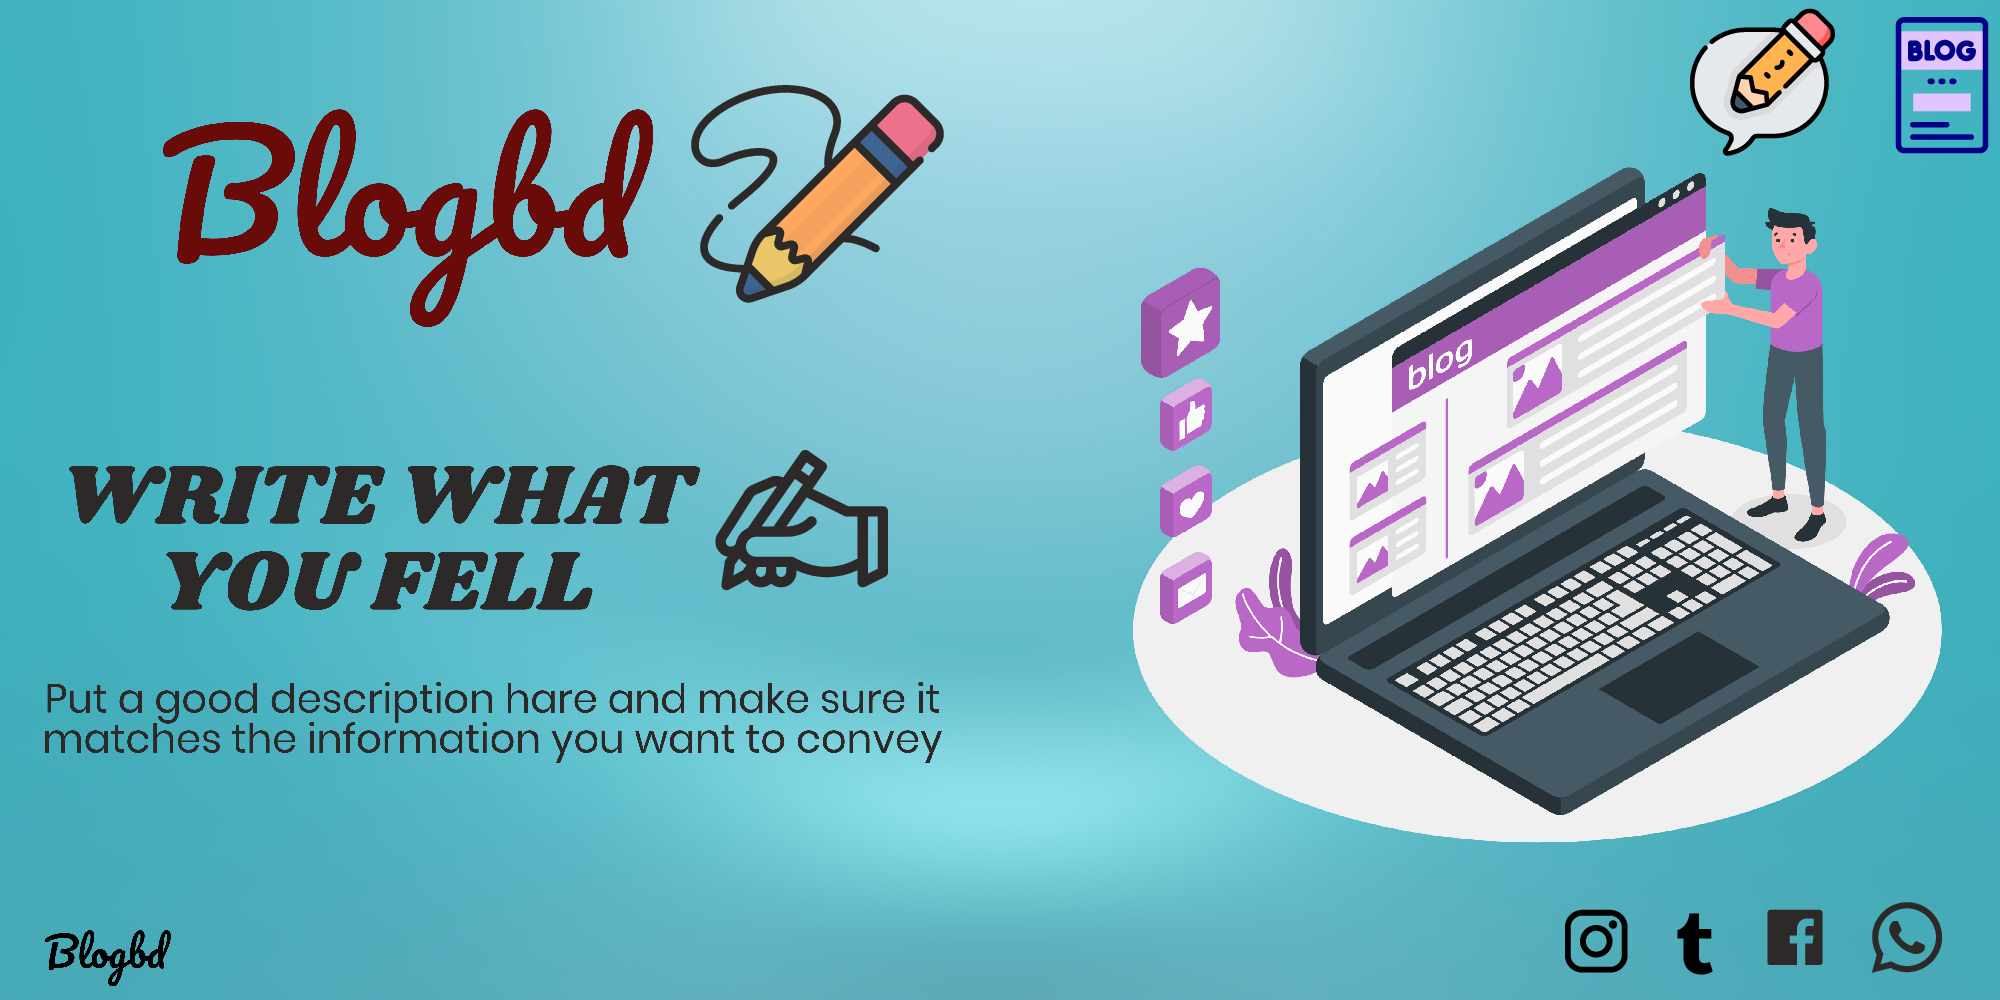 Blogbd
BLOG
WRITE WHAT
YOU FELL
blog
Put a good description hare and make sure it
matches the information you want to convey
Blogbd